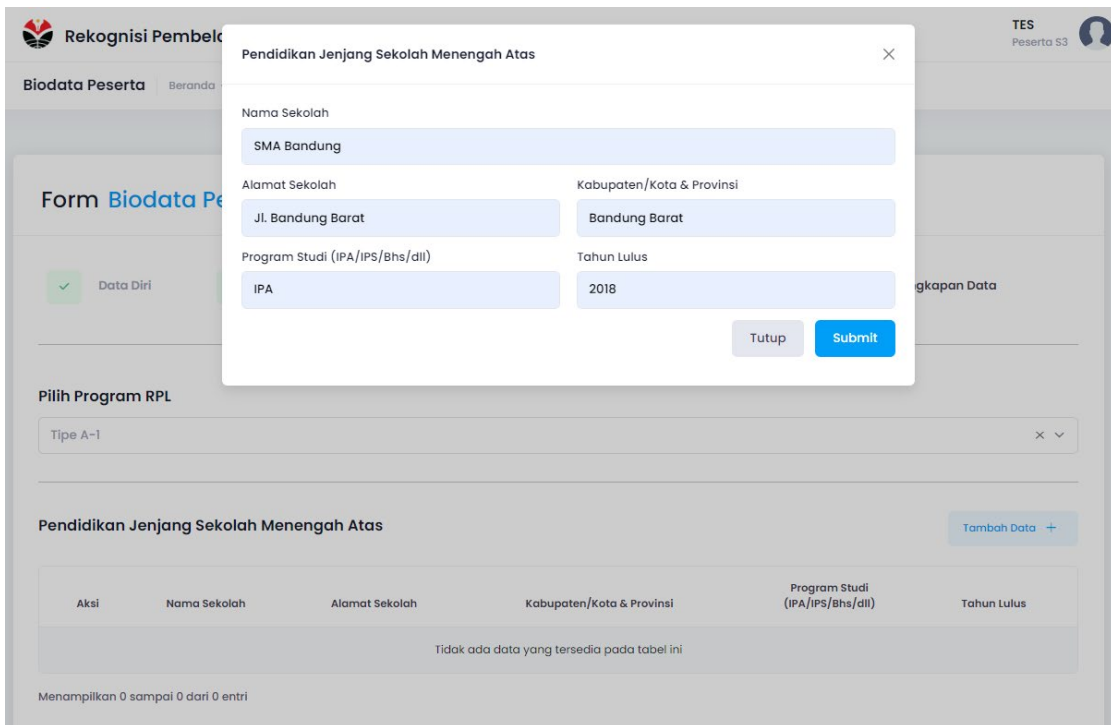 Rekognisi Pembel
TES
Peserta S3
Biodata Peserta
Beranda
Pendidikan Jenjang Sekolah Menengah Atas
Nama Sekolah
SMA Bandung
Alamat Sekolah
Kabupaten/Kota & Provinsi
Jl. Bandung Barat
Bandung Barat
Program Studi (IPA/IPS/Bhs/dll)
Tahun Lulus
IPA
2018
Tutup
Submit
Form Biodata Pe
Data Diri
gkapan Data
Pilih Program RPL
Tipe A-1
Pendidikan Jenjang Sekolah Menengah Atas
Tambah Data +
Aksi
Nama Sekolah
Alamat Sekolah
Kabupaten/Kota & Provinsi
Program Studi
(IPA/IPS/Bhs/dll)
Tahun Lulus
Tidak ada data yang tersedia pada tabel ini
Menampilkan 0 sampai 0 dari 0 entri